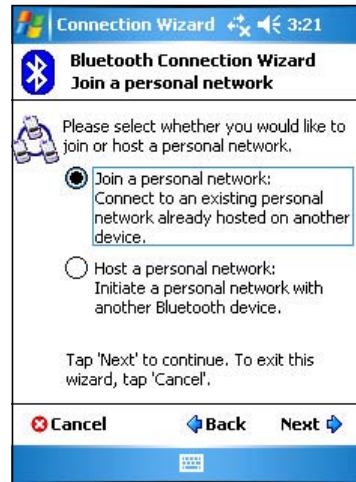 Connection Wizard 3:21
Bluetooth Connection Wizard
Join a personal network
Please select whether you would like to
join or host a personal network.
Join a personal network:
Connect to an existing personal
network already hosted on another
device.
Host a personal network:
Initiate a personal network with
another Bluetooth device.
Tap 'Next' to continue. To exit this
wizard, tap 'Cancel'.
Cancel Back Next